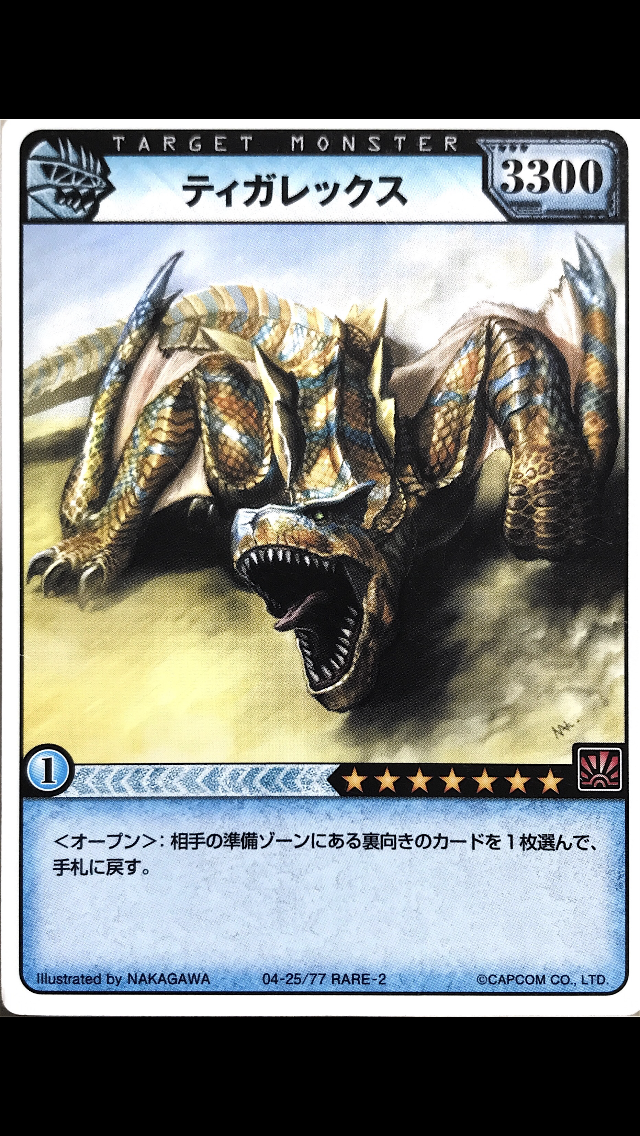 TARGET MONSTER
ティガレックス
3300
1
<オープン>:相手の準備ゾーンにある裏向きのカードを1枚選んで、
手札に戻す。
Illustrated by NAKAGAWA 04-25/77 RARE-2 ©CAPCOM CO., LTD.